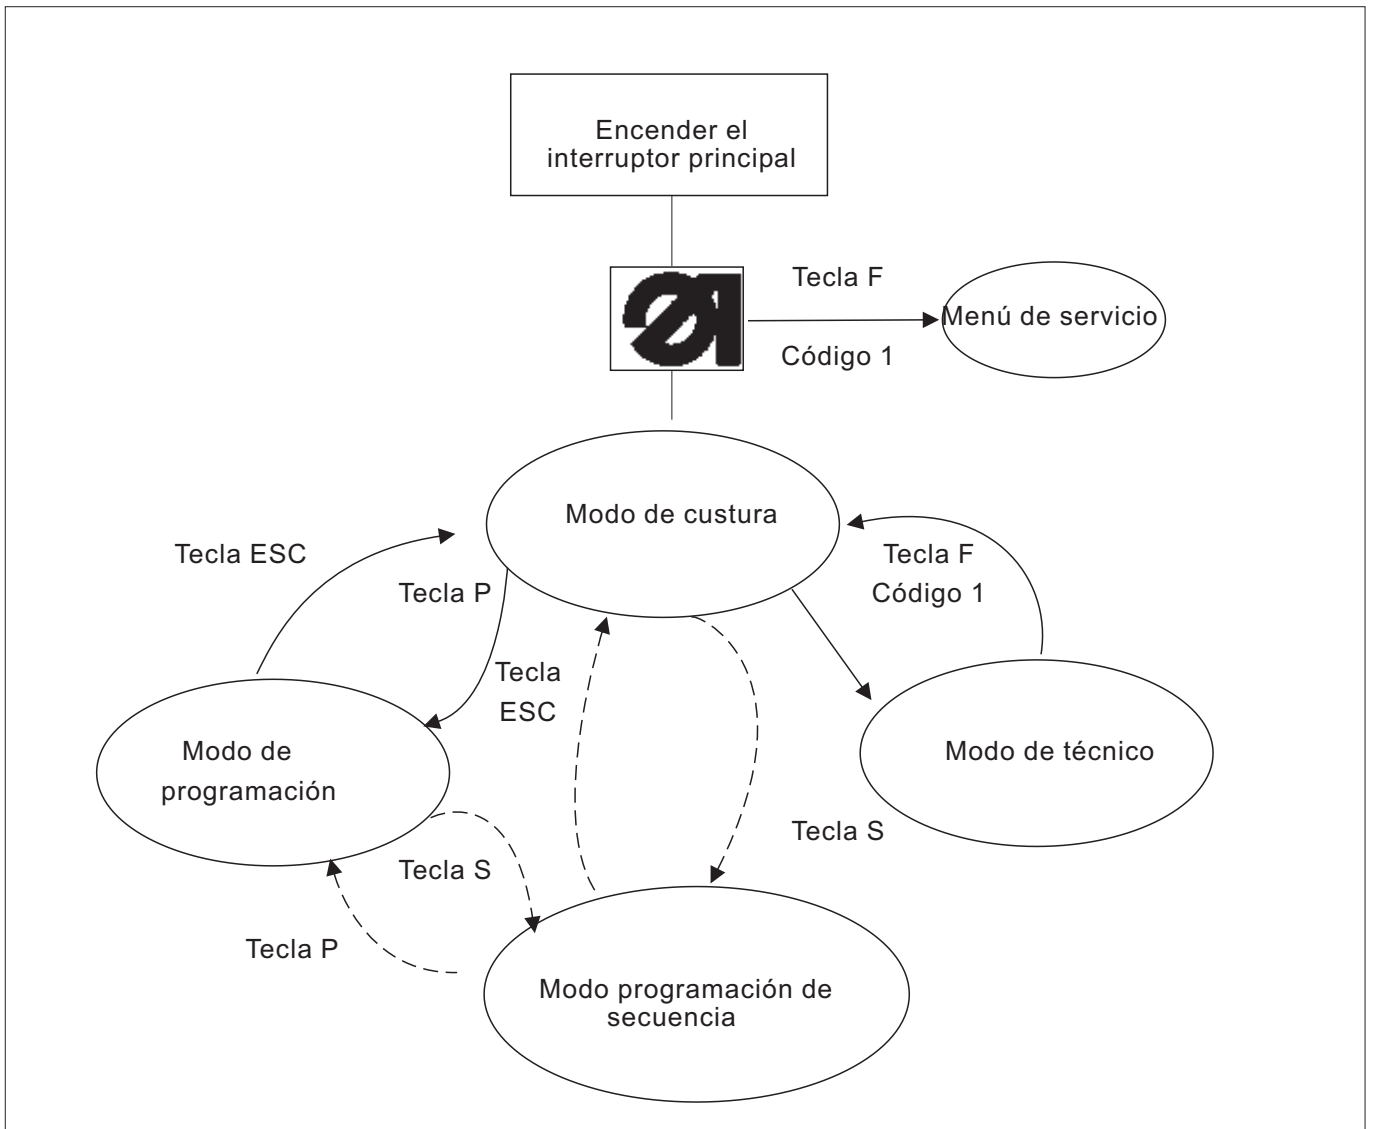 Encender el
interruptor principal
Tecla F
Menú de servicio
Código 1
Modo de custura
Tecla ESC
Tecla P
Tecla F
Código 1
Tecla
ESC
Modo de
programación
Modo de técnico
Tecla S
Tecla S
Tecla P
Modo programación de
secuencia